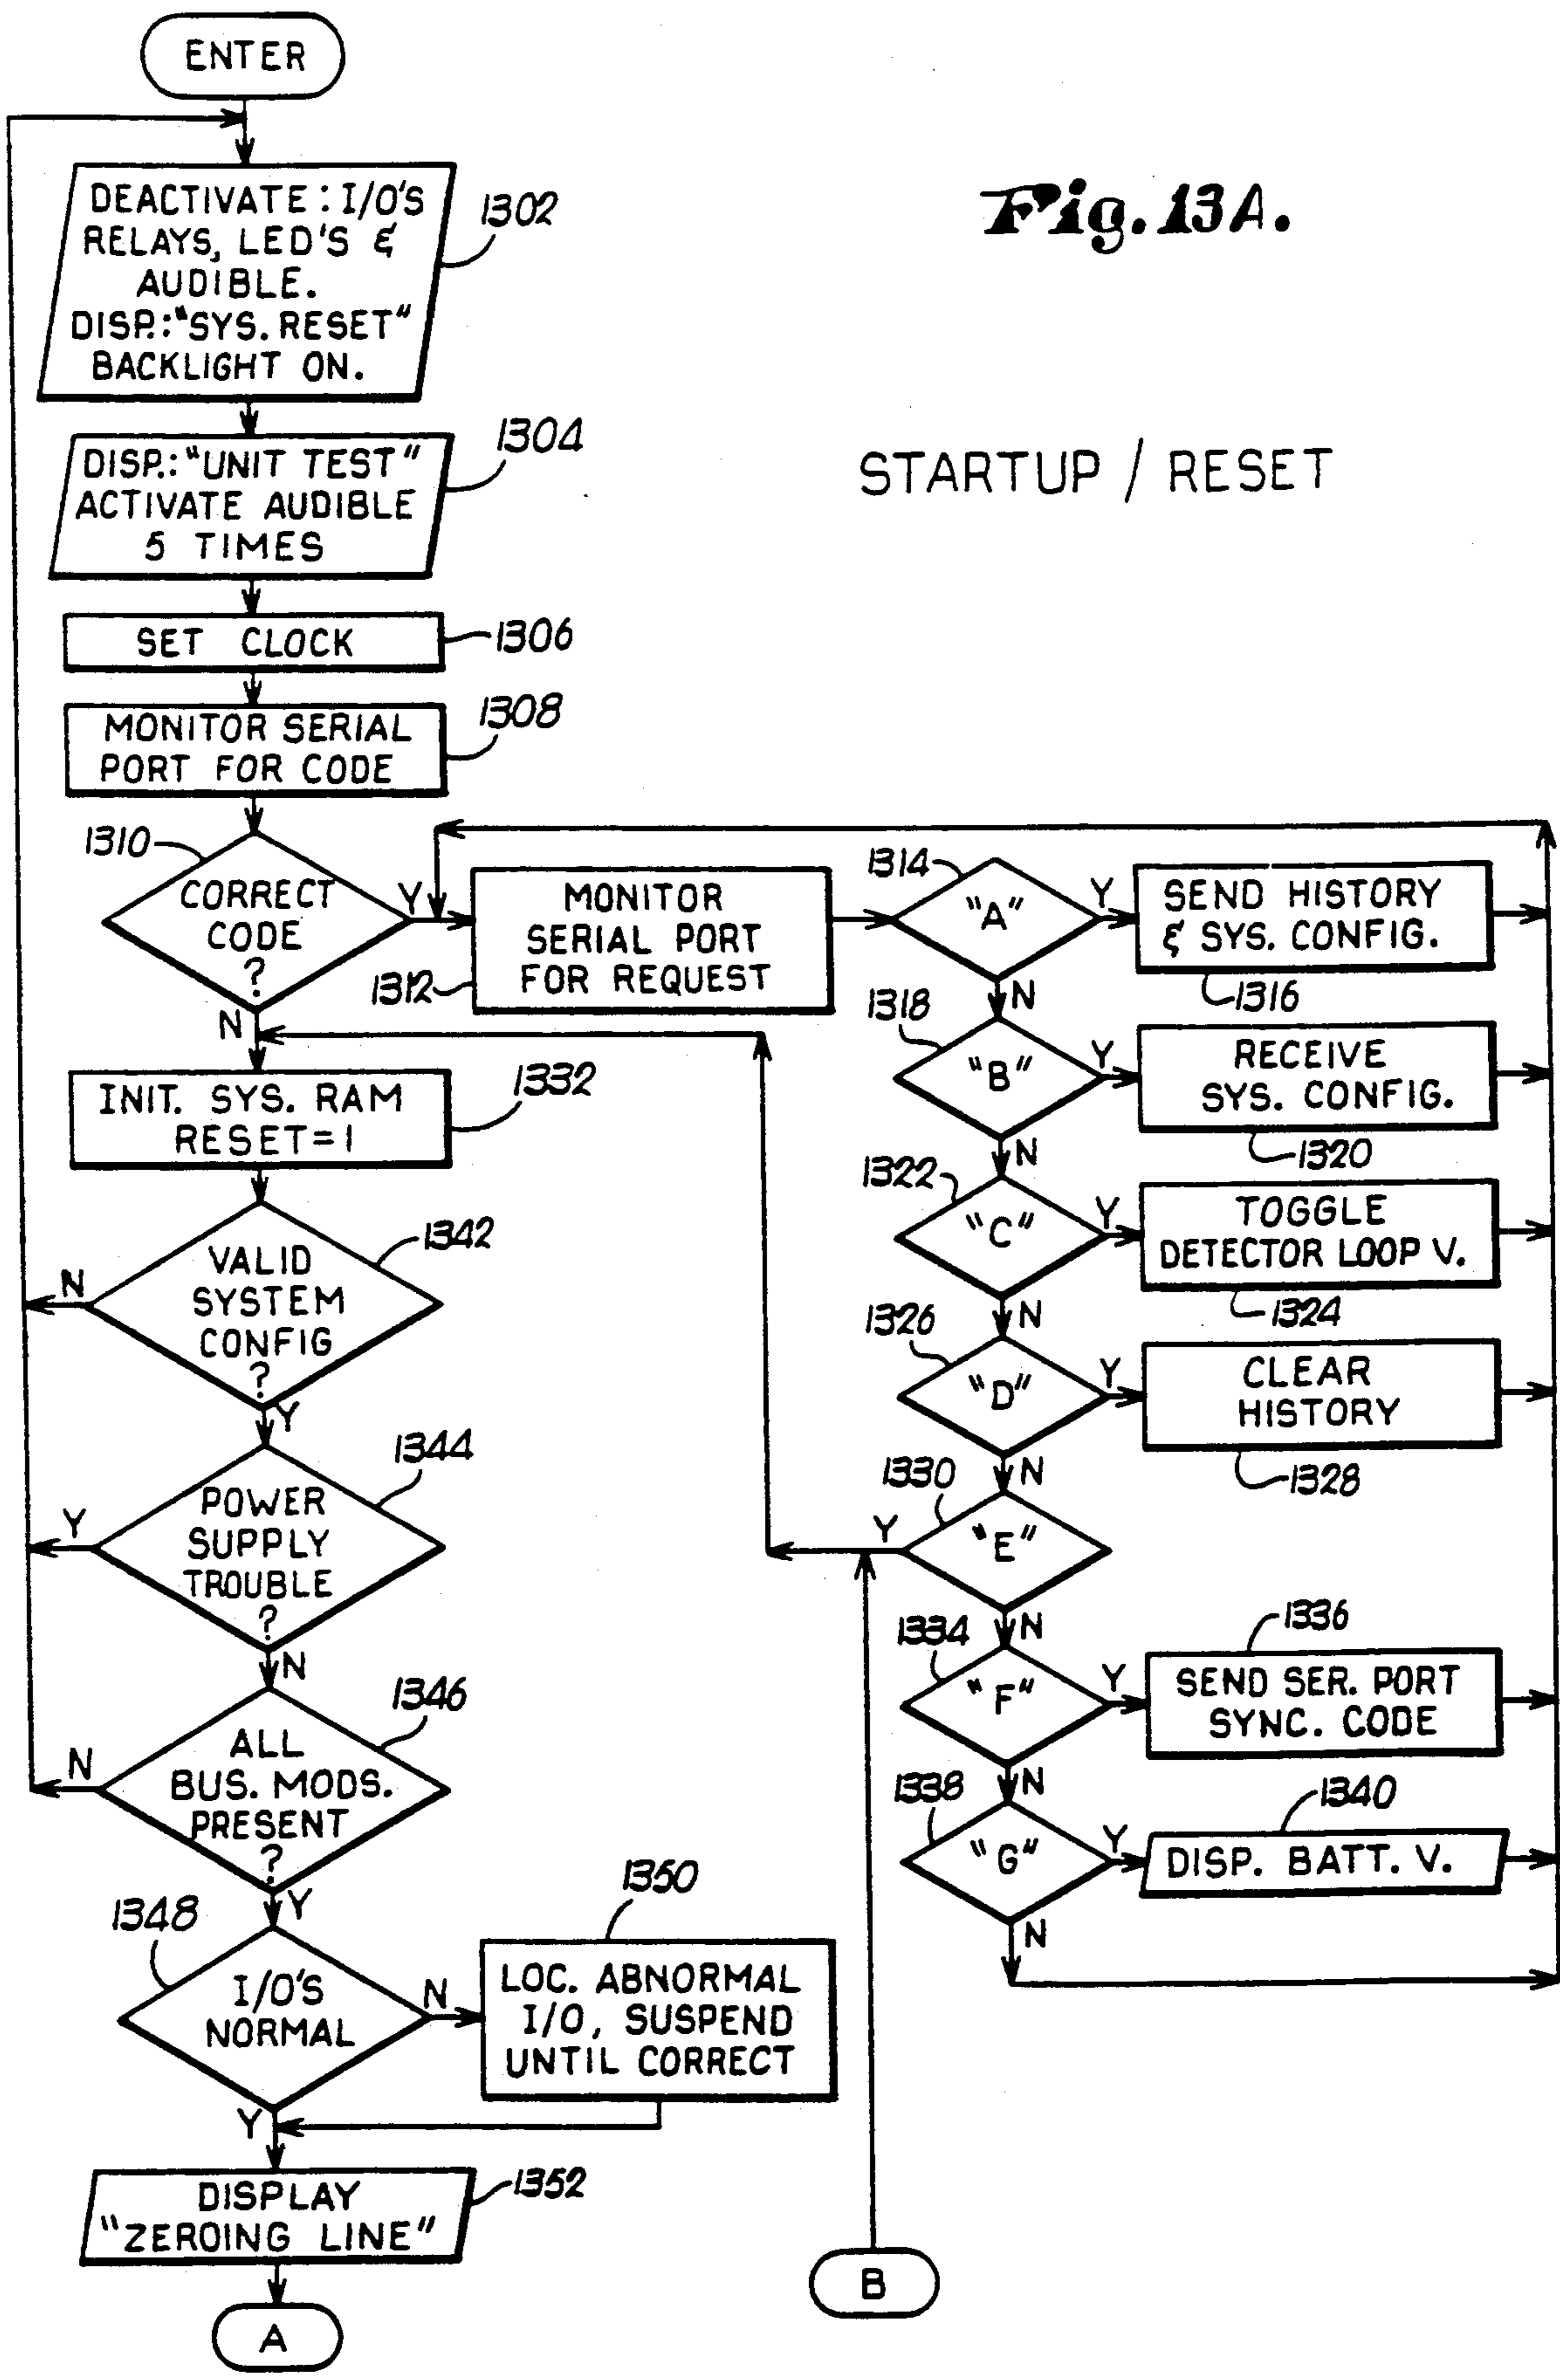 ENTER
Fig. 13A.
STARTUP / RESET
DEACTIVATE: I/O'S
RELAYS, LED'S &
AUDIBLE.
DISP.: "SYS. RESET"
BACKLIGHT ON.
1302
DISP.: "UNIT TEST"
ACTIVATE AUDIBLE
5 TIMES
1304
SET CLOCK
1306
MONITOR SERIAL
PORT FOR CODE
1308
1310
CORRECT
CODE
?
Y
N
MONITOR
SERIAL PORT
FOR REQUEST
1312
1314
"A"
Y
N
SEND HISTORY
& SYS. CONFIG.
1316
1318
"B"
Y
N
RECEIVE
SYS. CONFIG.
1320
1322
"C"
Y
N
TOGGLE
DETECTOR LOOP V.
1324
1326
"D"
Y
N
CLEAR
HISTORY
1328
1330
"E"
Y
N
1334
"F"
Y
N
1336
SEND SER. PORT
SYNC. CODE
1338
"G"
Y
N
1340
DISP. BATT. V.
INIT. SYS. RAM
RESET=1
1332
VALID
SYSTEM
CONFIG
?
1342
N
Y
POWER
SUPPLY
TROUBLE
?
1344
Y
N
ALL
BUS. MODS.
PRESENT
?
1346
N
Y
1348
I/O'S
NORMAL
N
Y
1350
LOC. ABNORMAL
I/O, SUSPEND
UNTIL CORRECT
DISPLAY
"ZEROING LINE"
1352
A
B